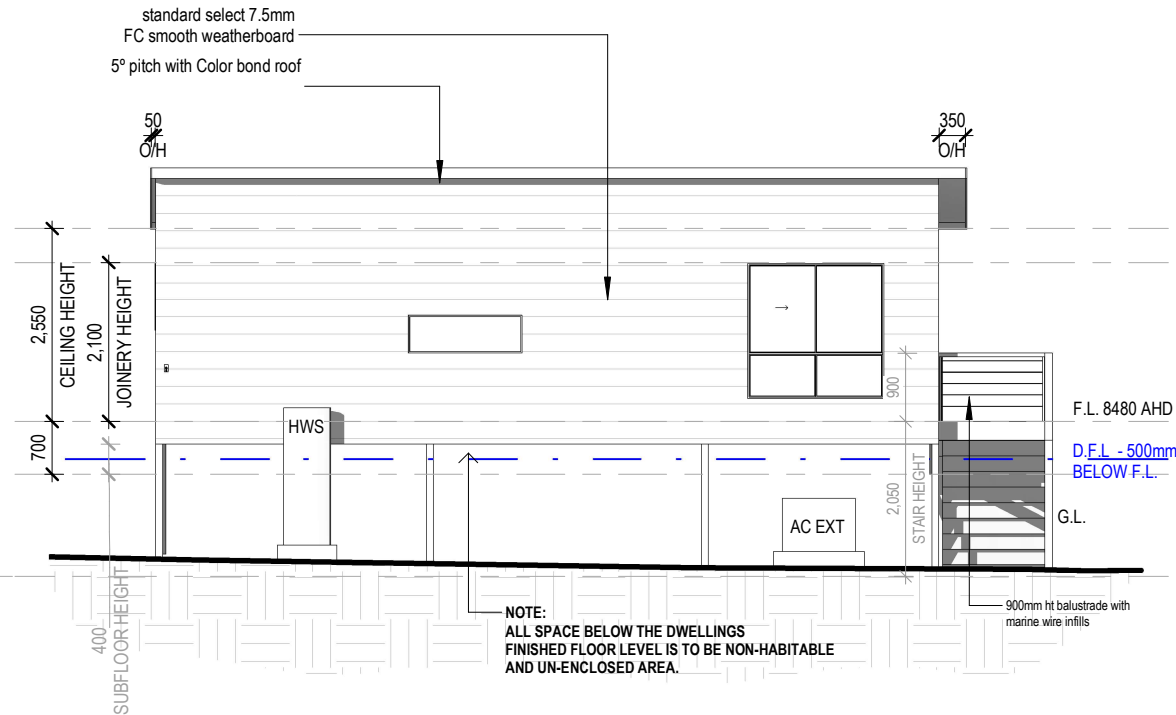 standard select 7.5mm
FC smooth weatherboard
5º pitch with Color bond roof
50
O/H
350
O/H
2,550
CEILING HEIGHT
2,100
JOINERY HEIGHT
700
HWS
900
F.L. 8480 AHD
D.F.L - 500mm
BELOW F.L.
2,050
STAIR HEIGHT
AC EXT
G.L.
400
SUBFLOOR HEIGHT
NOTE:
ALL SPACE BELOW THE DWELLINGS
FINISHED FLOOR LEVEL IS TO BE NON-HABITABLE
AND UN-ENCLOSED AREA.
900mm ht balustrade with
marine wire infills